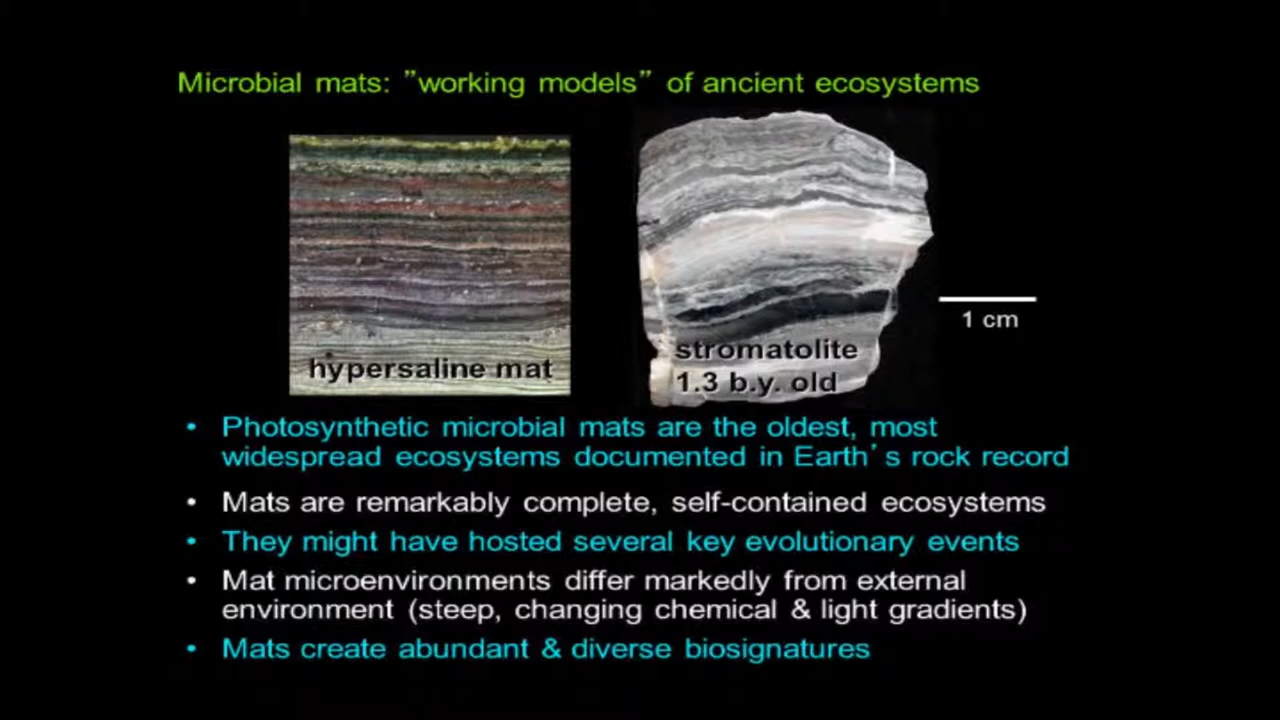 Microbial mats: ”working models” of ancient ecosystems
hypersaline mat
stromatolite
1.3 b.y. old
1 cm
• Photosynthetic microbial mats are the oldest, most
widespread ecosystems documented in Earth’s rock record
• Mats are remarkably complete, self-contained ecosystems
• They might have hosted several key evolutionary events
• Mat microenvironments differ markedly from external
environment (steep, changing chemical & light gradients)
• Mats create abundant & diverse biosignatures